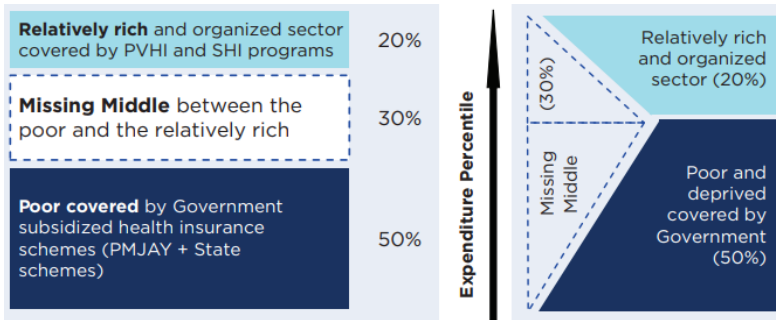 Relatively rich and organized sector
covered by PVHI and SHI programs
20%
Missing Middle between the
poor and the relatively rich
30%
Poor covered by Government
subsidized health insurance
schemes (PMJAY + State
schemes)
50%
Expenditure Percentile
(30%)
Missing
Middle
Relatively rich
and organized
sector (20%)
Poor and
deprived
covered by
Government
(50%)